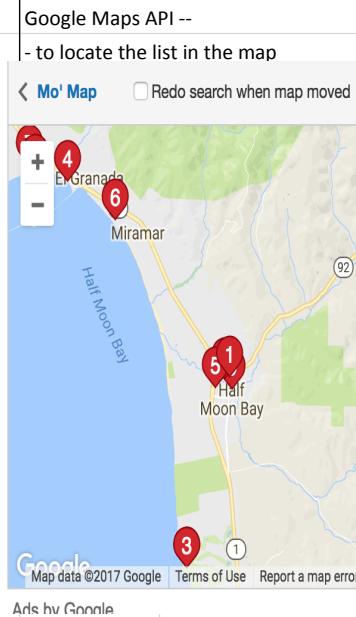 Google Maps API --
- to locate the list in the map
Mo' Map
Redo search when map moved
4
El Granada
6
Miramar
92
Half Moon Bay
5
1
Half
Moon Bay
3
1
Google
Map data ©2017 Google
Terms of Use
Report a map error
Ads by Google